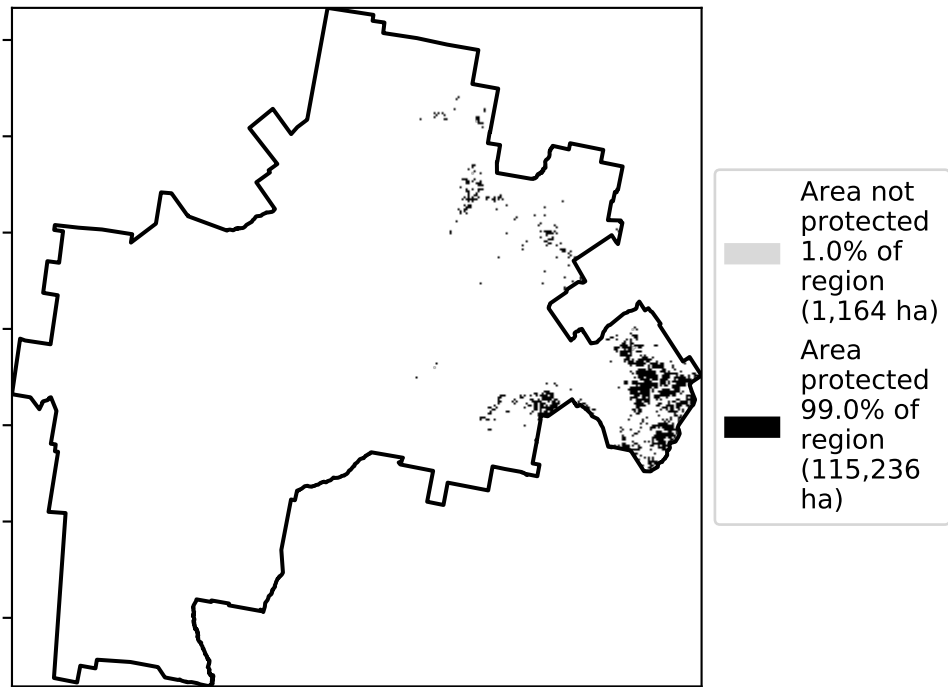 Area not
protected
1.0% of
region
(1,164 ha)
Area
protected
99.0% of
region
(115,236
ha)